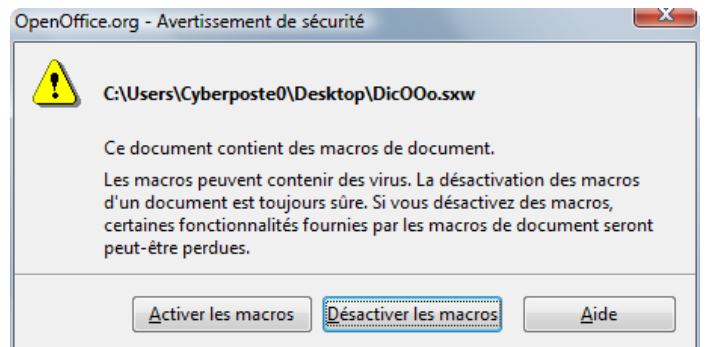 OpenOffice.org - Avertissement de sécurité
C:\Users\Cyberposte0\Desktop\DicOOo.sxw
Ce document contient des macros de document.
Les macros peuvent contenir des virus. La désactivation des macros
d'un document est toujours sûre. Si vous désactivez des macros,
certaines fonctionnalités fournies par les macros de document seront
peut-être perdues.
Activer les macros Désactiver les macros Aide